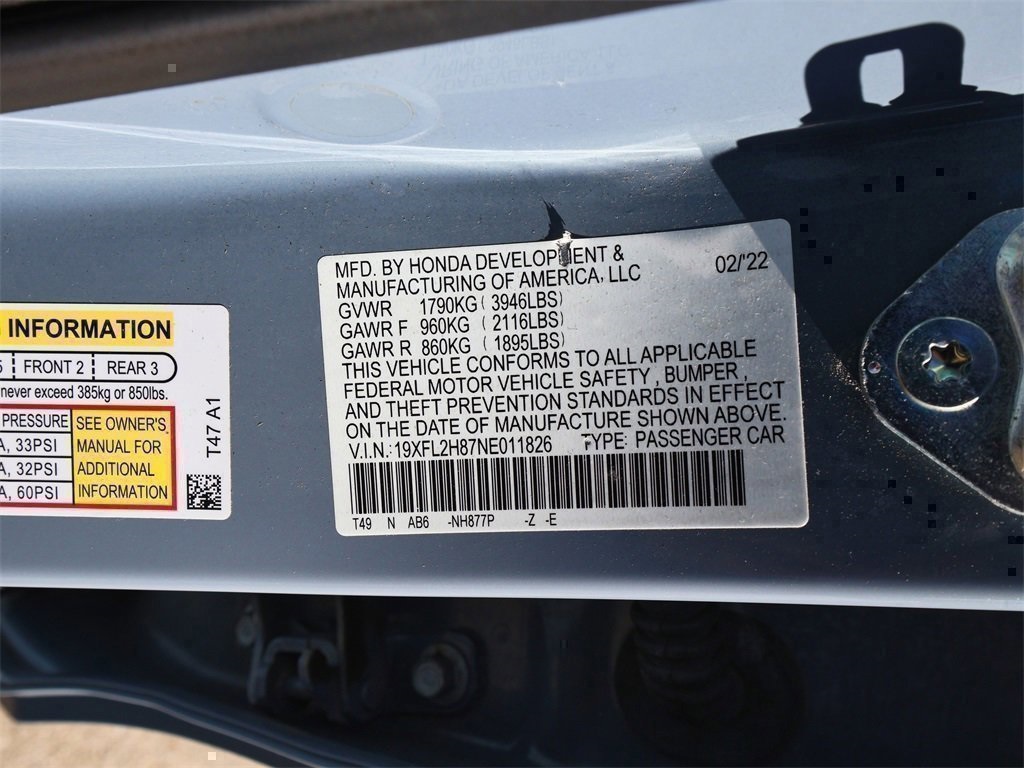 INFORMATION
5 FRONT 2 REAR 3
never exceed 385kg or 850lbs.
PRESSURE
A, 33PSI
A, 32PSI
A, 60PSI
SEE OWNER'S
MANUAL FOR
ADDITIONAL
INFORMATION
T47 A1
MFD. BY HONDA DEVELOPMENT & 02/'22
MANUFACTURING OF AMERICA, LLC
GVWR 1790KG ( 3946LBS)
GAWR F 960KG ( 2116LBS)
GAWR R 860KG ( 1895LBS)
THIS VEHICLE CONFORMS TO ALL APPLICABLE
FEDERAL MOTOR VEHICLE SAFETY , BUMPER ,
AND THEFT PREVENTION STANDARDS IN EFFECT
ON THE DATE OF MANUFACTURE SHOWN ABOVE.
V.I.N.:19XFL2H87NE011826 TYPE: PASSENGER CAR
T49 N AB6 -NH877P -Z -E